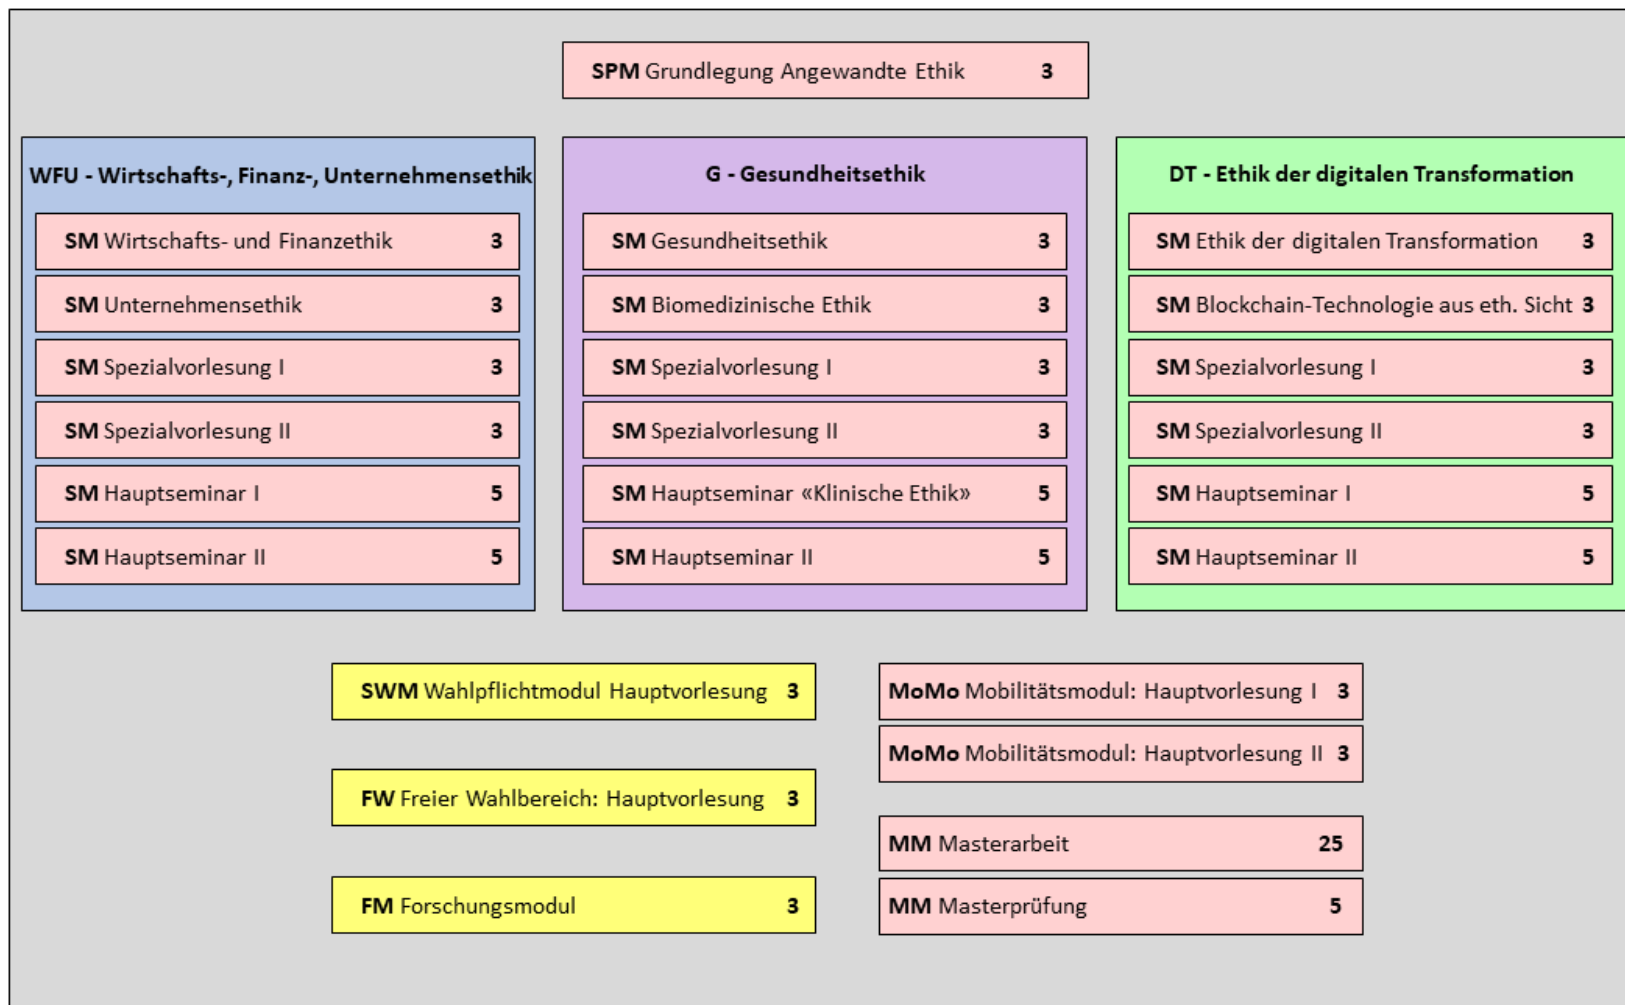 SPM Grundlegung Angewandte Ethik 3
WFU - Wirtschafts-, Finanz-, Unternehmensethik
SM Wirtschafts- und Finanzethik 3
SM Unternehmensethik 3
SM Spezialvorlesung I 3
SM Spezialvorlesung II 3
SM Hauptseminar I 5
SM Hauptseminar II 5
G - Gesundheitsethik
SM Gesundheitsethik 3
SM Biomedizinische Ethik 3
SM Spezialvorlesung I 3
SM Spezialvorlesung II 3
SM Hauptseminar «Klinische Ethik» 5
SM Hauptseminar II 5
DT - Ethik der digitalen Transformation
SM Ethik der digitalen Transformation 3
SM Blockchain-Technologie aus eth. Sicht 3
SM Spezialvorlesung I 3
SM Spezialvorlesung II 3
SM Hauptseminar I 5
SM Hauptseminar II 5
SWM Wahlpflichtmodul Hauptvorlesung 3
FW Freier Wahlbereich: Hauptvorlesung 3
FM Forschungsmodul 3
MoMo Mobilitätsmodul: Hauptvorlesung I 3
MoMo Mobilitätsmodul: Hauptvorlesung II 3
MM Masterarbeit 25
MM Masterprüfung 5